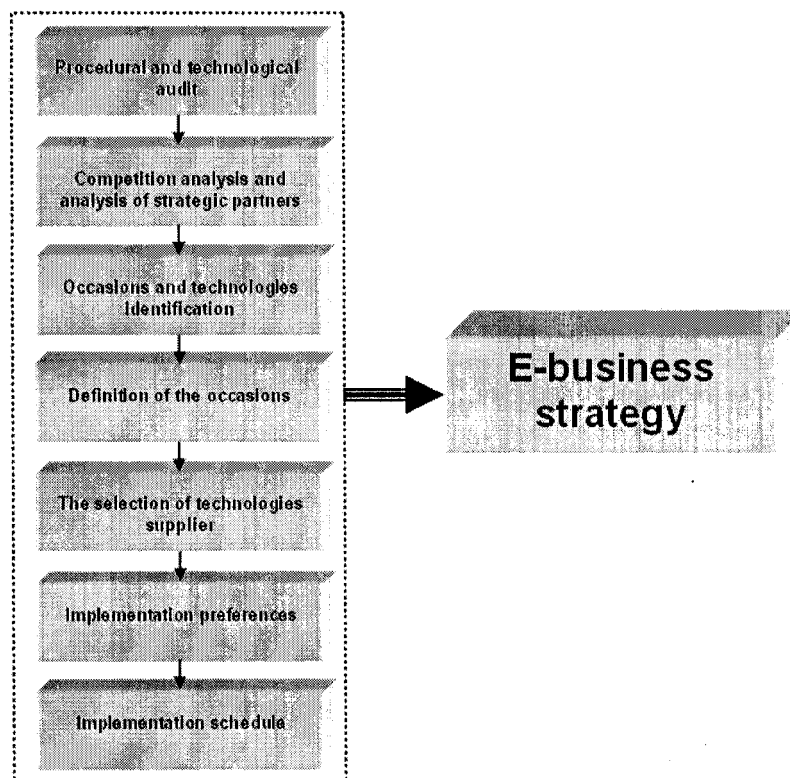 Procedural and technological
audit
Competition analysis and
analysis of strategic partners
Occasions and technologies
identification
Definition of the occasions
The selection of technologies
supplier
Implementation preferences
Implementation schedule
E-business
strategy